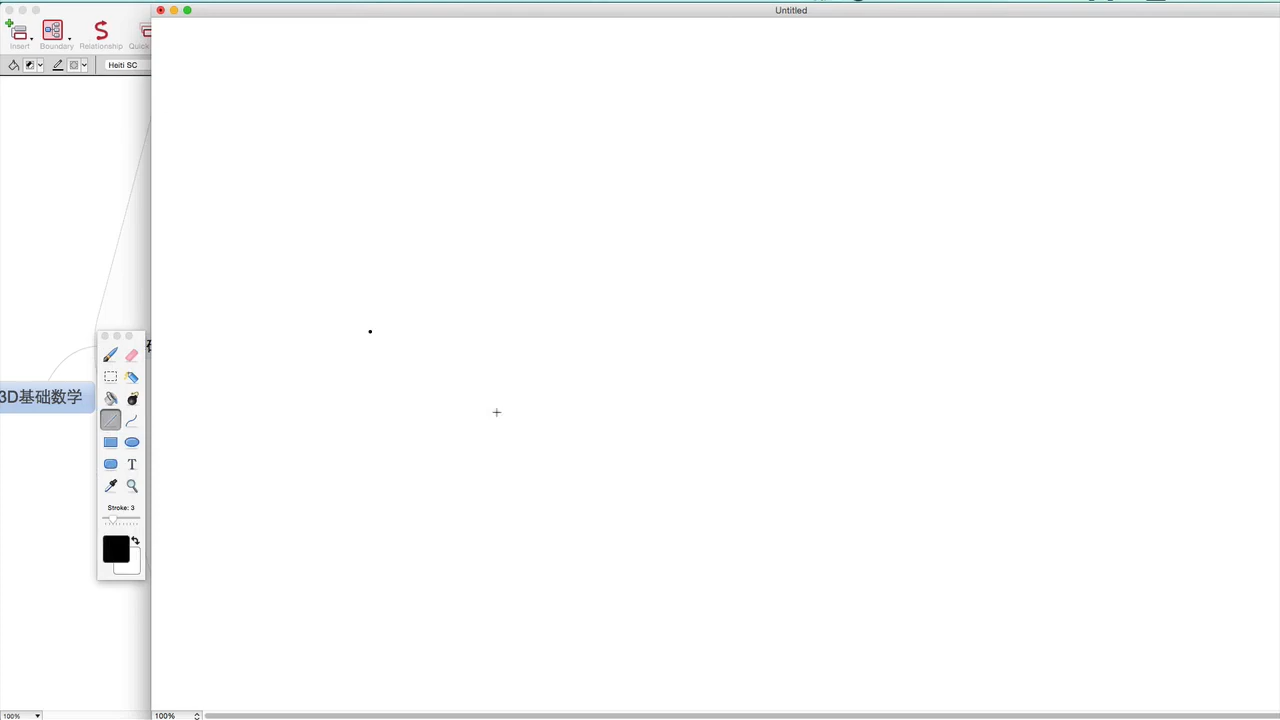 Untitled
Insert
Boundary
Relationship
Quick
Heiti SC
3D基础数学
Stroke: 3
100%
100%